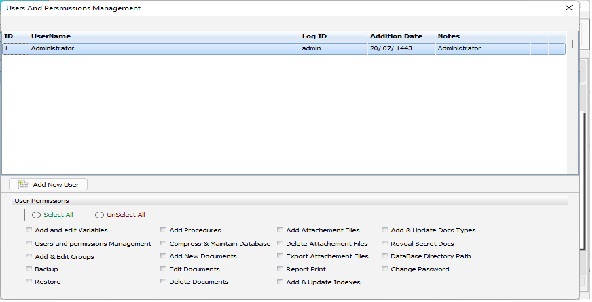 Users And Persmissions Management
ID UserName Log ID Addition Date Notes
1 Administrator admin 20/ 07/ 1443 Administrator
Add New User
User Permissions
Select All UnSelect All
Add and edit Variables Add Procedures Add Attachement Files Add & Update Docs Types
Users and permissions Management Compress & Maintain Database Delete Attachement Files Reveal Secret Docs
Add & Edit Groups Add New Documents Export Attachement Files DataBase Directory Path
Backup Edit Documents Report Print Change Password
Restore Delete Documents Add & Update Indexes